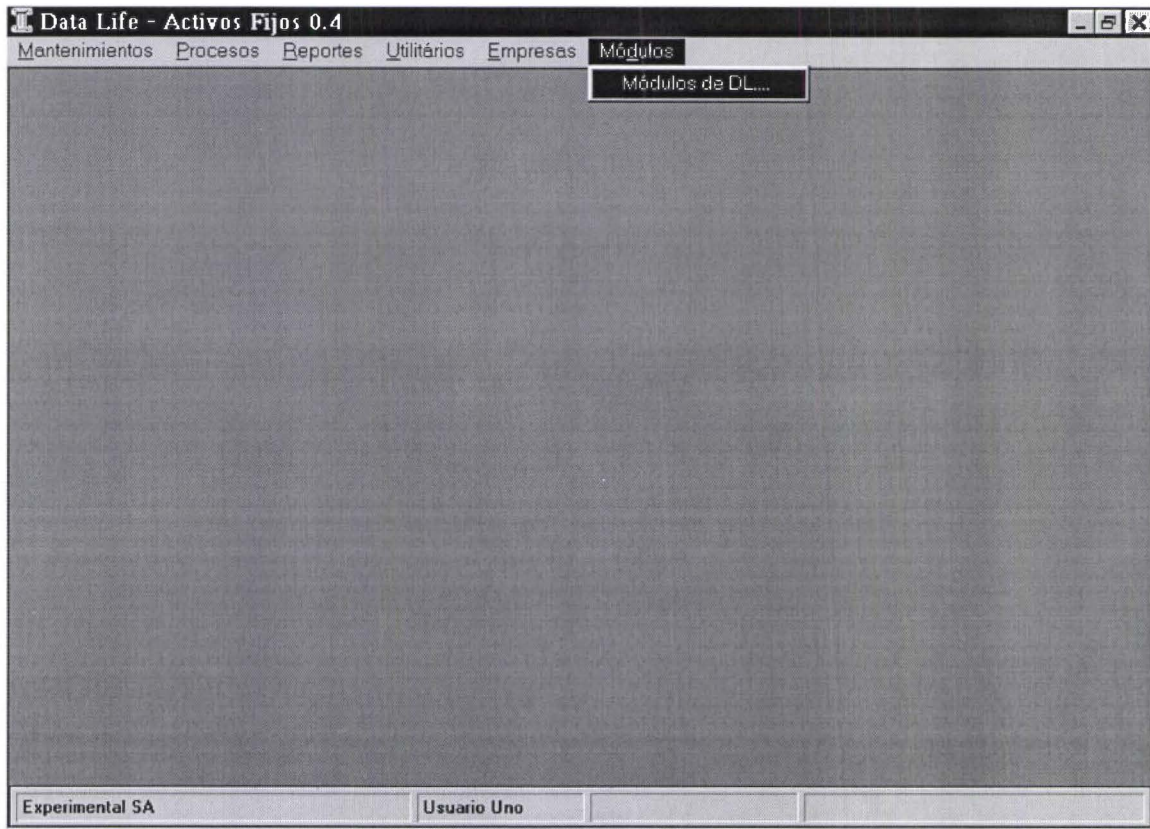 Data Life - Activos Fijos 0.4
Mantenimientos Procesos Reportes Utilitários Empresas Módulos
Módulos de DL....
Experimental SA Usuario Uno